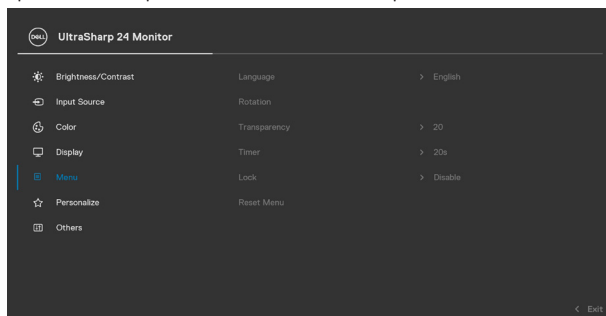 DELL UltraSharp 24 Monitor
Brightness/Contrast Language > English
Input Source Rotation
Color Transparency > 20
Display Timer > 20s
Menu Lock > Disable
Personalize Reset Menu
Others
< Exit